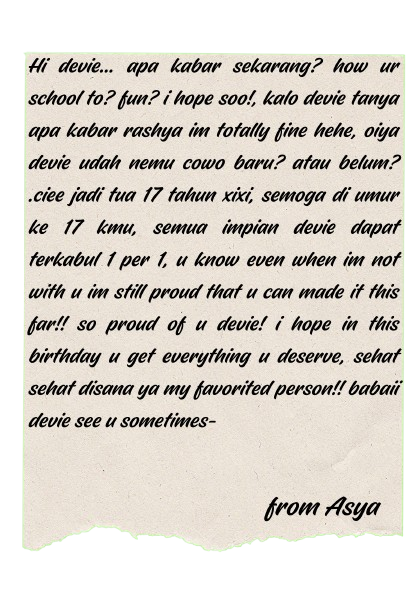 Hi devie... apa kabar sekarang? how ur
school to? fun? i hope soo!, kalo devie tanya
apa kabar rashya im totally fine hehe, oiya
devie udah nemu cowo baru? atau belum?
.ciee jadi tua 17 tahun xixi, semoga di umur
ke 17 kmu, semua impian devie dapat
terkabul 1 per 1, u know even when im not
with u im still proud that u can made it this
far!! so proud of u devie! i hope in this
birthday u get everything u deserve, sehat
sehat disana ya my favorited person!! babaii
devie see u sometimes-
from Asya